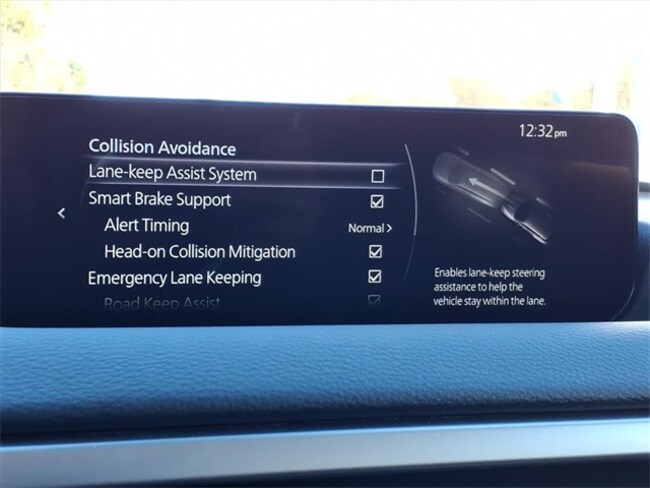 12:32pm
Collision Avoidance
Lane-keep Assist System
Smart Brake Support
Alert Timing Normal >
Head-on Collision Mitigation
Emergency Lane Keeping
Road Keep Assist
Enables lane-keep steering
assistance to help the
vehicle stay within the lane.